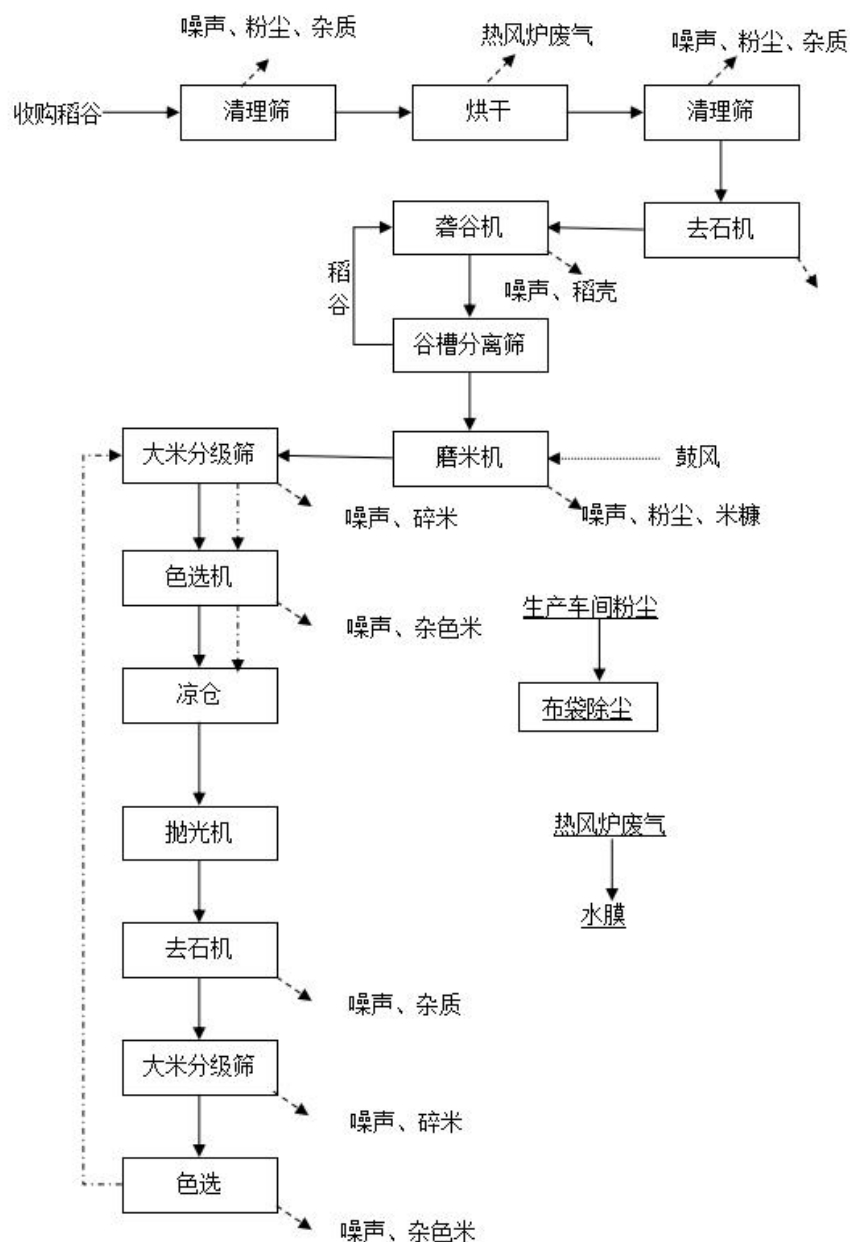 噪声、粉尘、杂质
热风炉废气
噪声、粉尘、杂质
收购稻谷
清理筛
烘干
清理筛
砻谷机
去石机
稻谷
噪声、稻壳
谷槽分离筛
大米分级筛
磨米机
鼓风
噪声、碎米
噪声、粉尘、米糠
色选机
生产车间粉尘
噪声、杂色米
凉仓
布袋除尘
抛光机
热风炉废气
水膜
去石机
噪声、杂质
大米分级筛
噪声、碎米
色选
噪声、杂色米